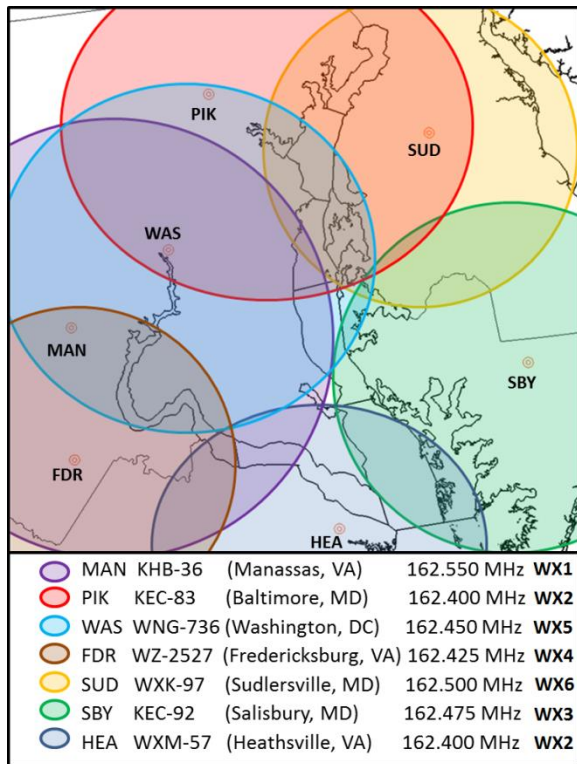 PIK
SUD
WAS
MAN
SBY
FDR
HEA
MAN KHB-36 (Manassas, VA) 162.550 MHz WX1
PIK KEC-83 (Baltimore, MD) 162.400 MHz WX2
WAS WNG-736 (Washington, DC) 162.450 MHz WX5
FDR WZ-2527 (Fredericksburg, VA) 162.425 MHz WX4
SUD WXK-97 (Sudlersville, MD) 162.500 MHz WX6
SBY KEC-92 (Salisbury, MD) 162.475 MHz WX3
HEA WXM-57 (Heathsville, VA) 162.400 MHz WX2